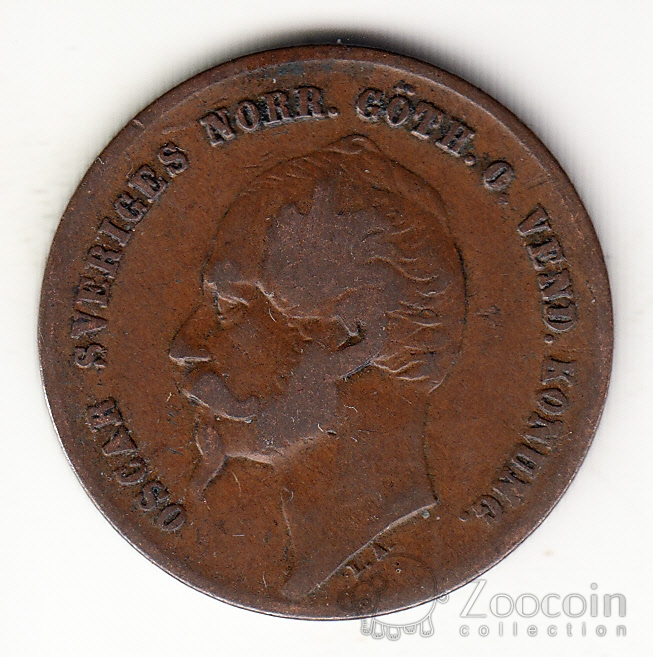 OSCAR SVERIGES NORR. GÖTH. O. VEND. KONUNG.
L.A
Zoocoin
collection